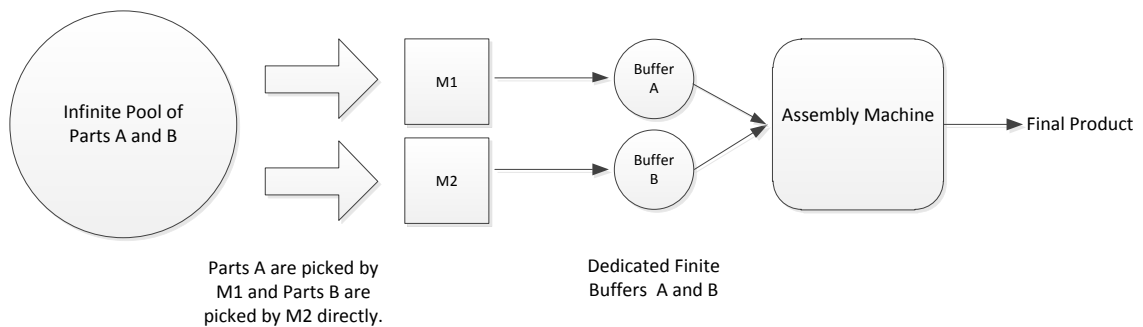 Infinite Pool of
Parts A and B
M1
M2
Buffer
A
Buffer
B
Assembly Machine
Final Product
Parts A are picked by
M1 and Parts B are
picked by M2 directly.
Dedicated Finite
Buffers A and B